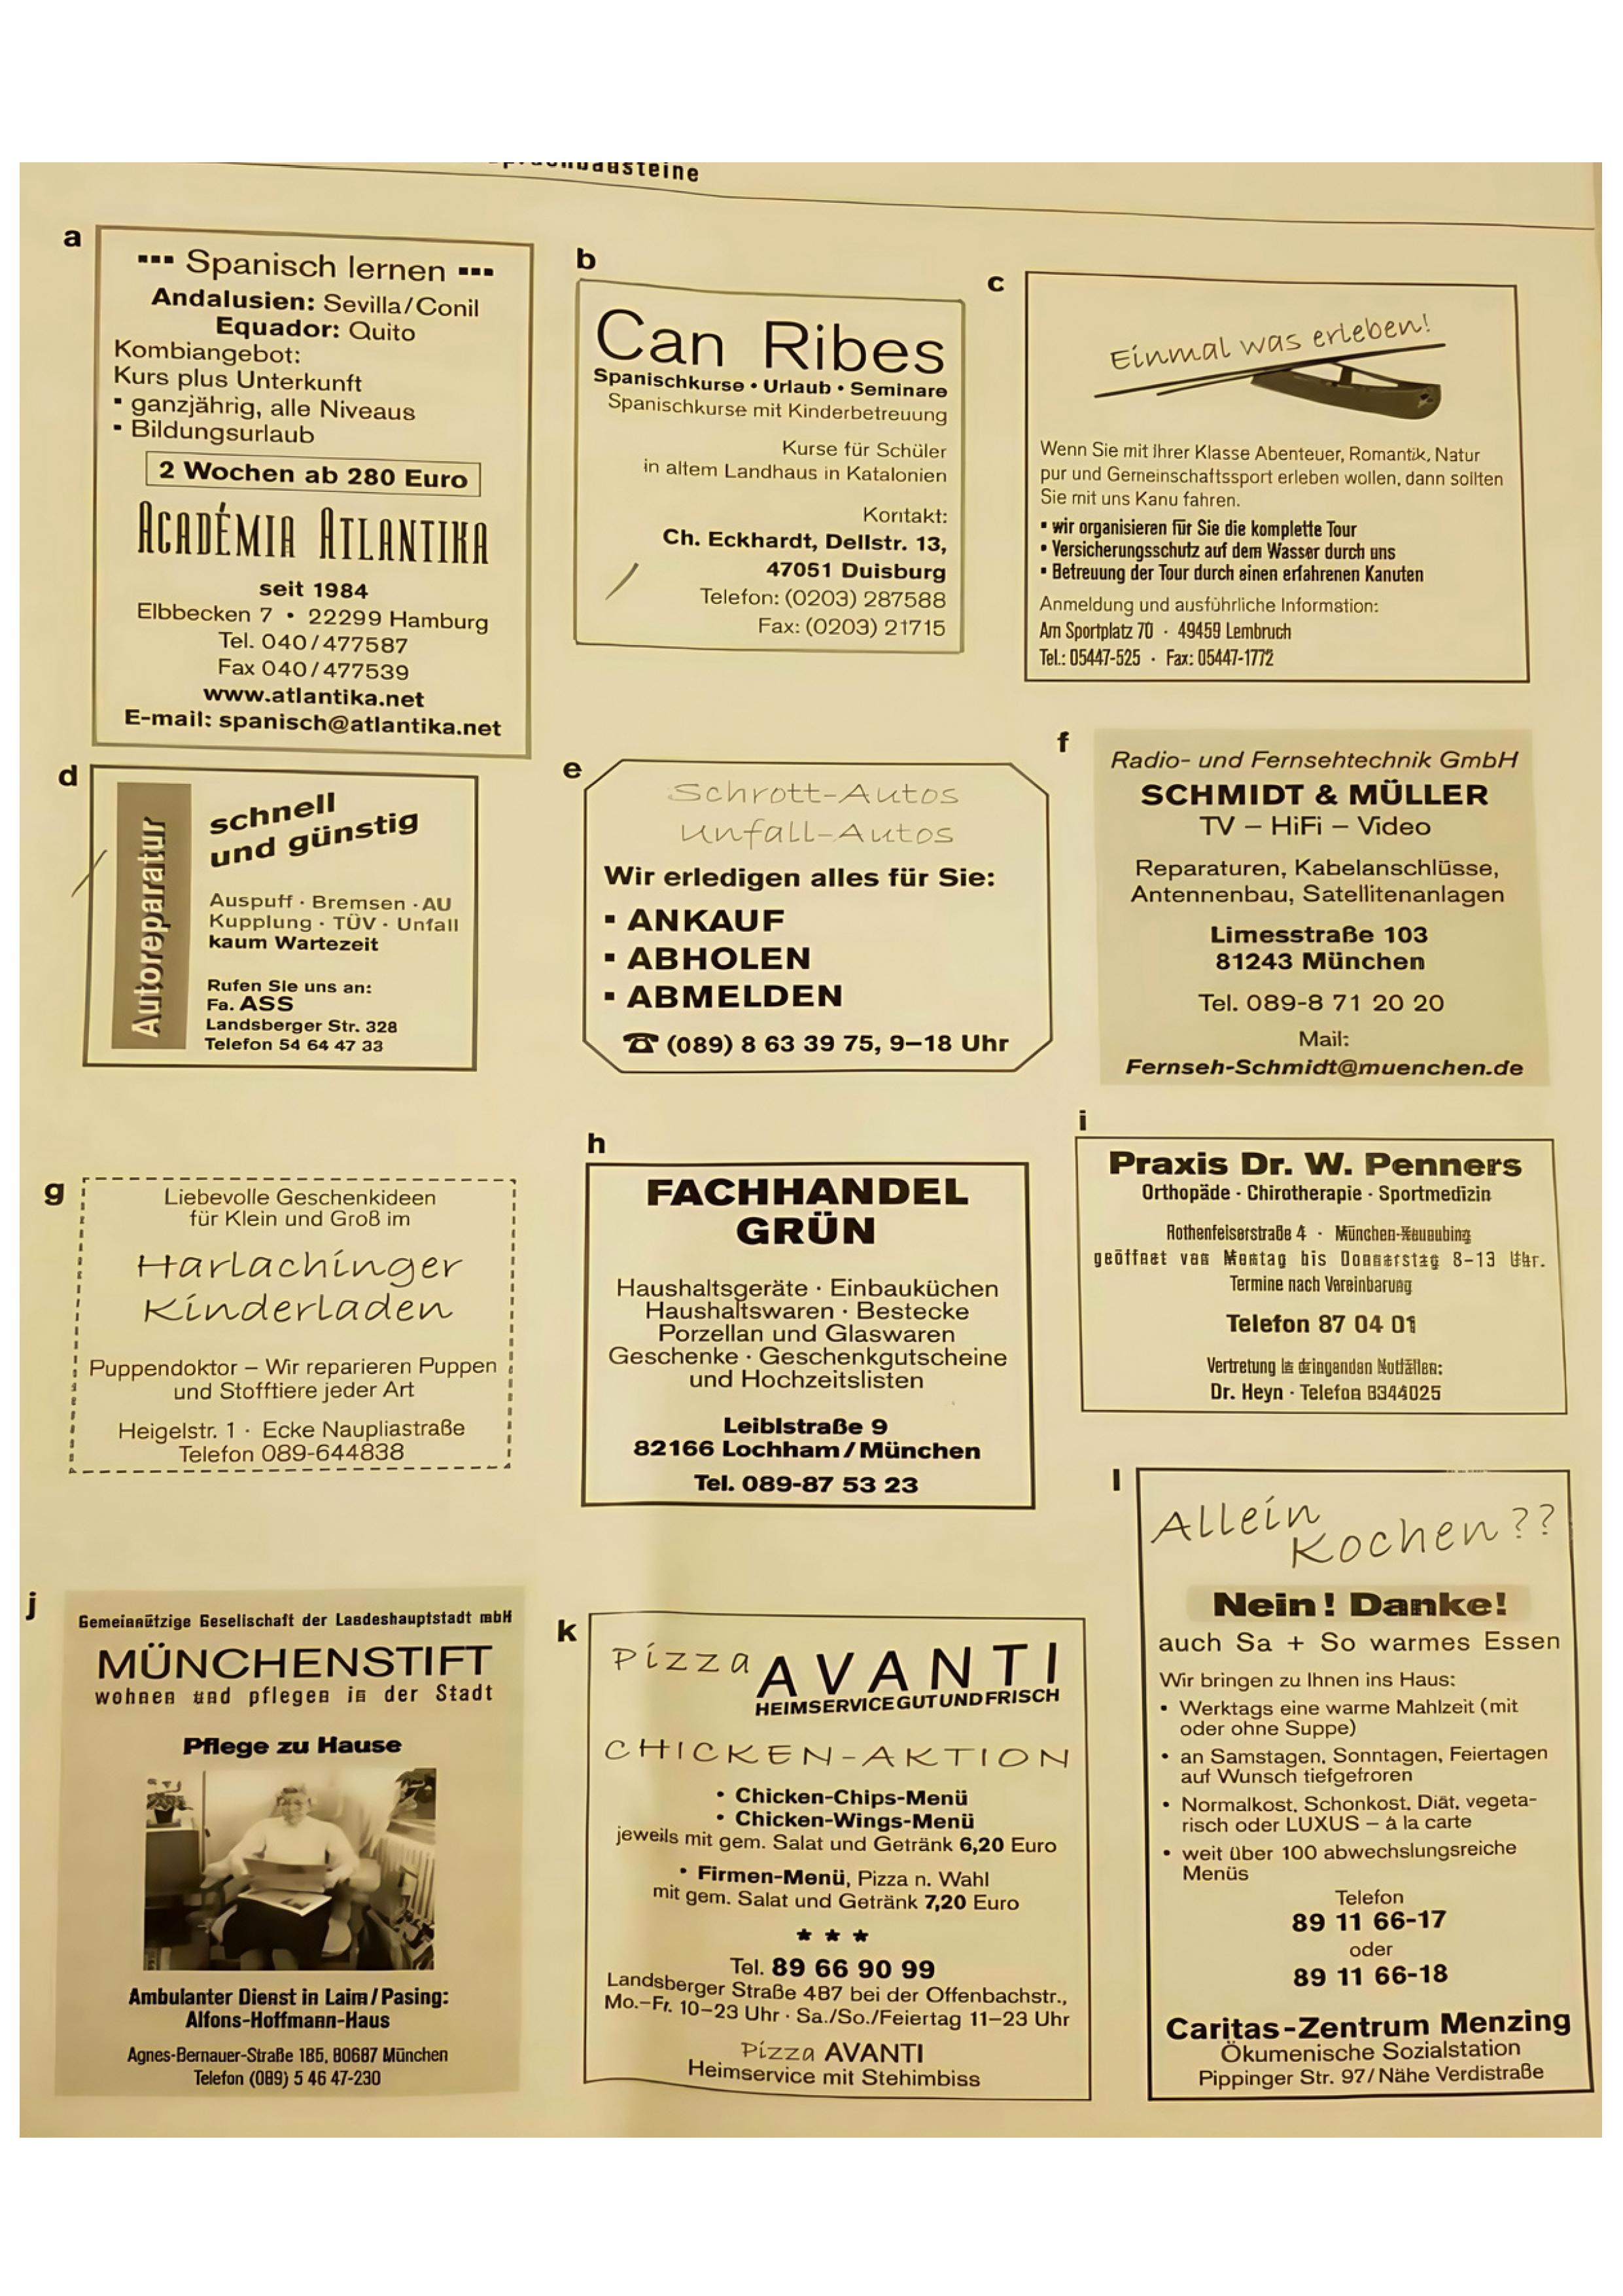 Sprachbausteine
a
Spanisch lernen
Andalusien: Sevilla/Conil
Equador: Quito
Kombiangebot:
Kurs plus Unterkunft
▪ ganzjährig, alle Niveaus
▪ Bildungsurlaub
2 Wochen ab 280 Euro
ACADÉMIA ATLANTIKA
seit 1984
Elbbecken 7 • 22299 Hamburg
Tel. 040/477587
Fax 040/477539
www.atlantika.net
E-mail: spanisch@atlantika.net
b
Can Ribes
Spanischkurse • Urlaub • Seminare
Spanischkurse mit Kinderbetreuung
Kurse für Schüler
in altem Landhaus in Katalonien
Kontakt:
Ch. Eckhardt, Dellstr. 13,
47051 Duisburg
Telefon: (0203) 287588
Fax: (0203) 21715
c
Einmal was erleben!
Wenn Sie mit Ihrer Klasse Abenteuer, Romantik, Natur
pur und Gemeinschaftssport erleben wollen, dann sollten
Sie mit uns Kanu fahren.
▪ wir organisieren für Sie die komplette Tour
▪ Versicherungsschutz auf dem Wasser durch uns
▪ Betreuung der Tour durch einen erfahrenen Kanuten
Anmeldung und ausführliche Information:
Am Sportplatz 70 · 49459 Lembruch
Tel.: 05447-525 · Fax: 05447-1772
d
Autoreparatur
schnell
und günstig
Auspuff · Bremsen · AU
Kupplung · TÜV · Unfall
kaum Wartezeit
Rufen Sie uns an:
Fa. ASS
Landsberger Str. 328
Telefon 54 64 47 33
e
Schrott-Autos
Unfall-Autos
Wir erledigen alles für Sie:
▪ ANKAUF
▪ ABHOLEN
▪ ABMELDEN
☎ (089) 8 63 39 75, 9–18 Uhr
f
Radio- und Fernsehtechnik GmbH
SCHMIDT & MÜLLER
TV – HiFi – Video
Reparaturen, Kabelanschlüsse,
Antennenbau, Satellitenanlagen
Limesstraße 103
81243 München
Tel. 089-8 71 20 20
Mail:
Fernseh-Schmidt@muenchen.de
g
Liebevolle Geschenkideen
für Klein und Groß im
Harlachinger
Kinderladen
Puppendoktor – Wir reparieren Puppen
und Stofftiere jeder Art
Heigelstr. 1 · Ecke Naupliastraße
Telefon 089-644838
h
FACHHANDEL
GRÜN
Haushaltsgeräte · Einbauküchen
Haushaltswaren · Bestecke
Porzellan und Glaswaren
Geschenke · Geschenkgutscheine
und Hochzeitslisten
Leiblstraße 9
82166 Lochham/München
Tel. 089-87 53 23
i
Praxis Dr. W. Penners
Orthopäde · Chirotherapie · Sportmedizin
Rothenfelserstraße 4 ·
geöffnet von Montag bis Donnerstag 8–13 Uhr.
Termine nach Vereinbarung
Telefon 87 04 01
Vertretung in dringenden Notfällen:
Dr. Heyn · Telefon 8344025
j
Gemeinnützige Gesellschaft der Landeshauptstadt mbH
MÜNCHENSTIFT
wohnen und pflegen in der Stadt
Pflege zu Hause
Ambulanter Dienst in Laim/Pasing:
Alfons-Hoffmann-Haus
Agnes-Bernauer-Straße 185, 80687 München
Telefon (089) 5 46 47-230
k
Pizza AVANTI
HEIMSERVICE GUT UND FRISCH
CHICKEN-AKTION
• Chicken-Chips-Menü
• Chicken-Wings-Menü
jeweils mit gem. Salat und Getränk 6,20 Euro
• Firmen-Menü, Pizza n. Wahl
mit gem. Salat und Getränk 7,20 Euro
★ ★ ★
Tel. 89 66 90 99
Landsberger Straße 487 bei der Offenbachstr.,
Mo.–Fr. 10–23 Uhr · Sa./So./Feiertag 11–23 Uhr
Pizza AVANTI
Heimservice mit Stehimbiss
l
Allein
Kochen??
Nein! Danke!
auch Sa + So warmes Essen
Wir bringen zu Ihnen ins Haus:
• Werktags eine warme Mahlzeit (mit
oder ohne Suppe)
• an Samstagen, Sonntagen, Feiertagen
auf Wunsch tiefgefroren
• Normalkost, Schonkost, Diät, vegeta-
risch oder LUXUS – à la carte
• weit über 100 abwechslungsreiche
Menüs
Telefon
89 11 66-17
oder
89 11 66-18
Caritas-Zentrum Menzing
Ökumenische Sozialstation
Pippinger Str. 97/Nähe Verdistraße